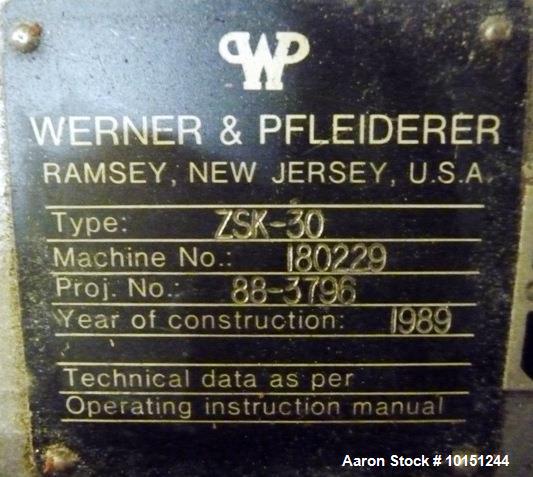 WP
WERNER & PFLEIDERER
RAMSEY, NEW JERSEY, U.S.A.
Type: ZSK-30
Machine No.: 180229
Proj. No.: 88-3796
Year of construction: 1989
Technical data as per
Operating instruction manual
Aaron Stock # 10151244